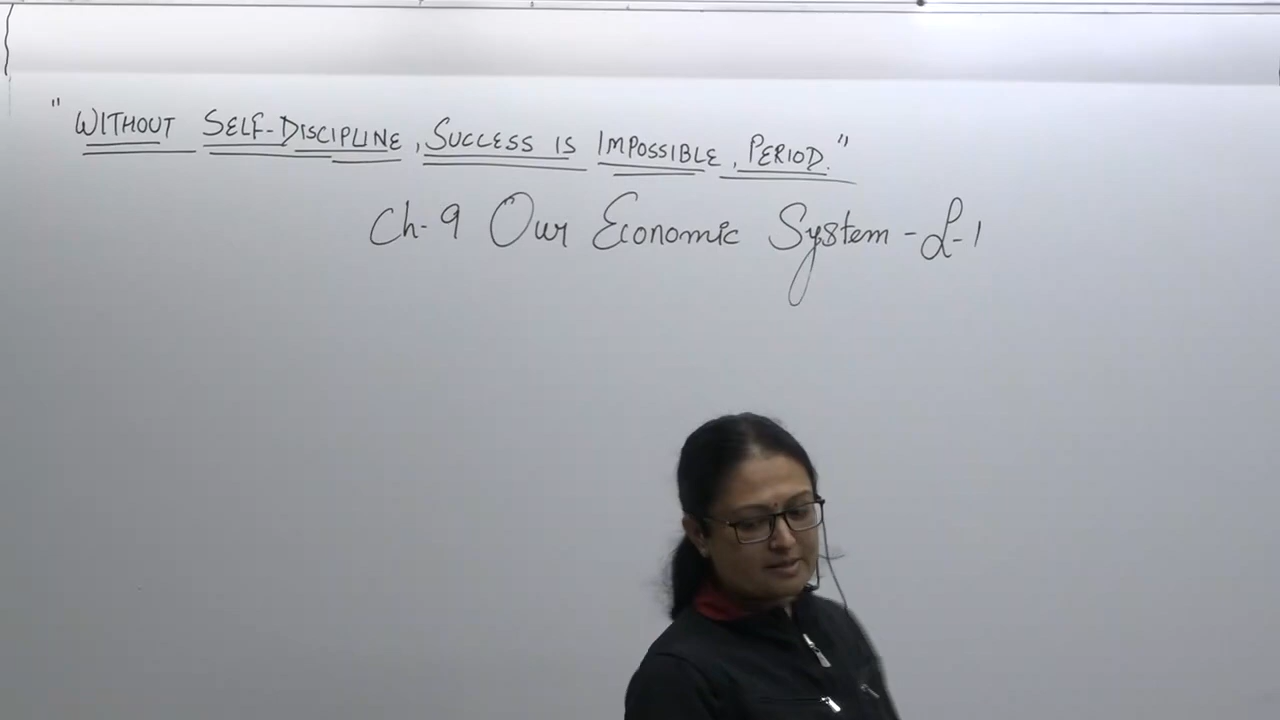 "WITHOUT SELF-DISCIPLINE, SUCCESS IS IMPOSSIBLE, PERIOD."
Ch-9 Our Economic System - L-1